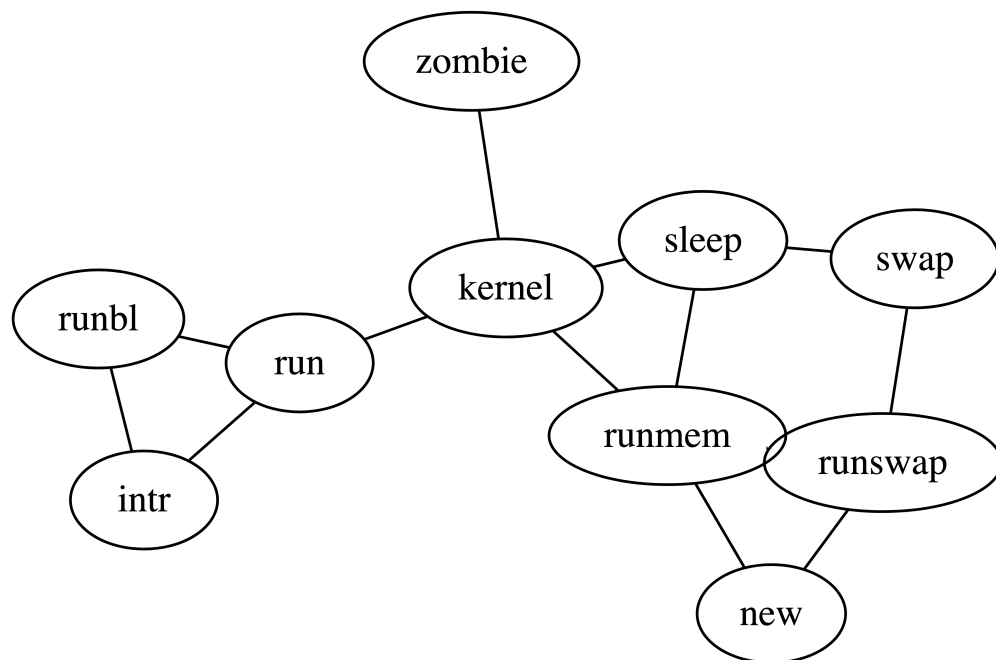 zombie
sleep
swap
kernel
runbl
run
runmem
runswap
intr
new